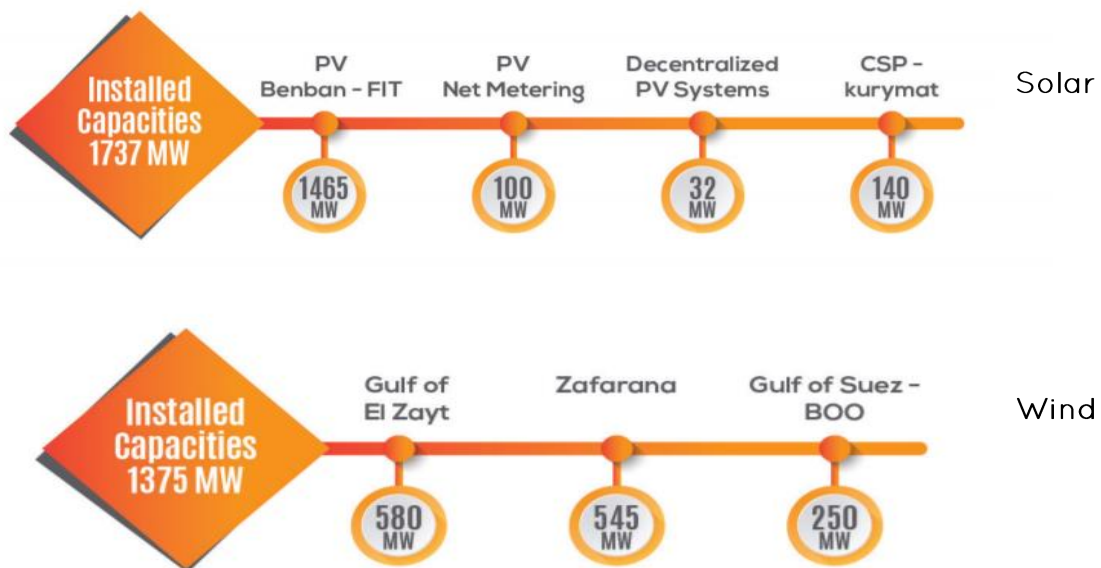 Installed
Capacities
1737 MW
PV
Benban - FIT
1465
MW
PV
Net Metering
100
MW
Decentralized
PV Systems
32
MW
CSP -
kurymat
140
MW
Solar
Installed
Capacities
1375 MW
Gulf of
El Zayt
580
MW
Zafarana
545
MW
Gulf of Suez -
BOO
250
MW
Wind